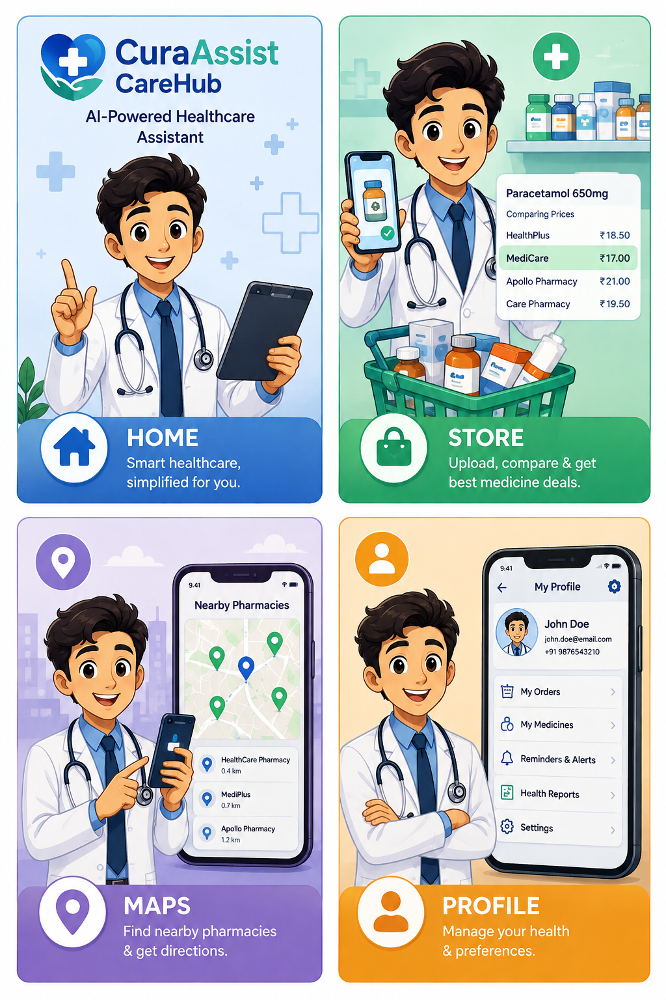 CuraAssist
CareHub
AI-Powered Healthcare
Assistant
HOME
Smart healthcare,
simplified for you.
Paracetamol 650mg
Comparing Prices
HealthPlus ₹18.50
MediCare ₹17.00
Apollo Pharmacy ₹21.00
Care Pharmacy ₹19.50
STORE
Upload, compare & get
best medicine deals.
9.41
Nearby Pharmacies
HealthCare Pharmacy
0.4 km
MediPlus
0.7 km
Apollo Pharmacy
1.2 km
MAPS
Find nearby pharmacies
& get directions.
9:41
My Profile
John Doe
john.doe@email.com
+91 9876543210
My Orders
My Medicines
Reminders & Alerts
Health Reports
Settings
PROFILE
Manage your health
& preferences.